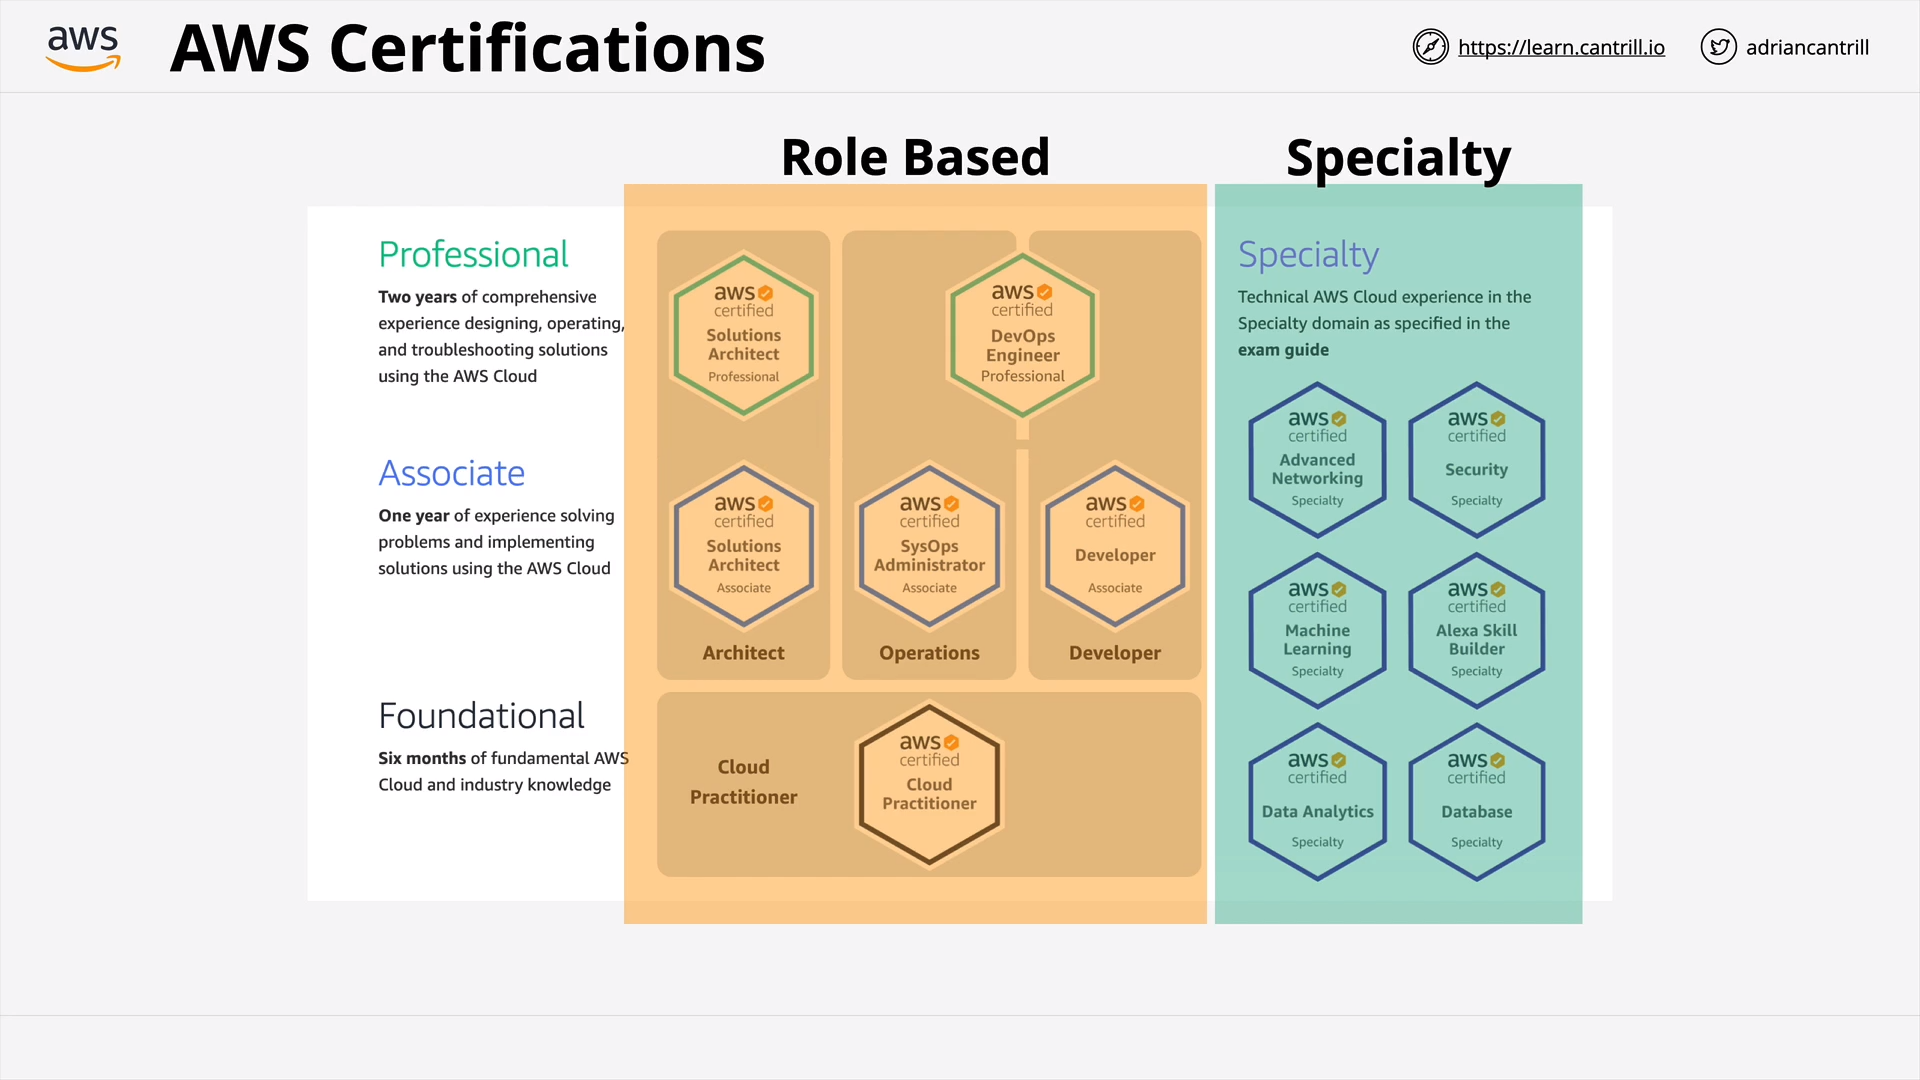 aws
AWS Certifications
https://learn.cantrill.io
adriancantrill
Role Based
Specialty
Professional
Two years of comprehensive
experience designing, operating,
and troubleshooting solutions
using the AWS Cloud
aws
certified
Solutions
Architect
Professional
aws
certified
DevOps
Engineer
Professional
Associate
One year of experience solving
problems and implementing
solutions using the AWS Cloud
aws
certified
Solutions
Architect
Associate
Architect
aws
certified
SysOps
Administrator
Associate
Operations
aws
certified
Developer
Associate
Developer
Foundational
Six months of fundamental AWS
Cloud and industry knowledge
Cloud
Practitioner
aws
certified
Cloud
Practitioner
Specialty
Technical AWS Cloud experience in the
Specialty domain as specified in the
exam guide
aws
certified
Advanced
Networking
Specialty
aws
certified
Security
Specialty
aws
certified
Machine
Learning
Specialty
aws
certified
Alexa Skill
Builder
Specialty
aws
certified
Data Analytics
Specialty
aws
certified
Database
Specialty